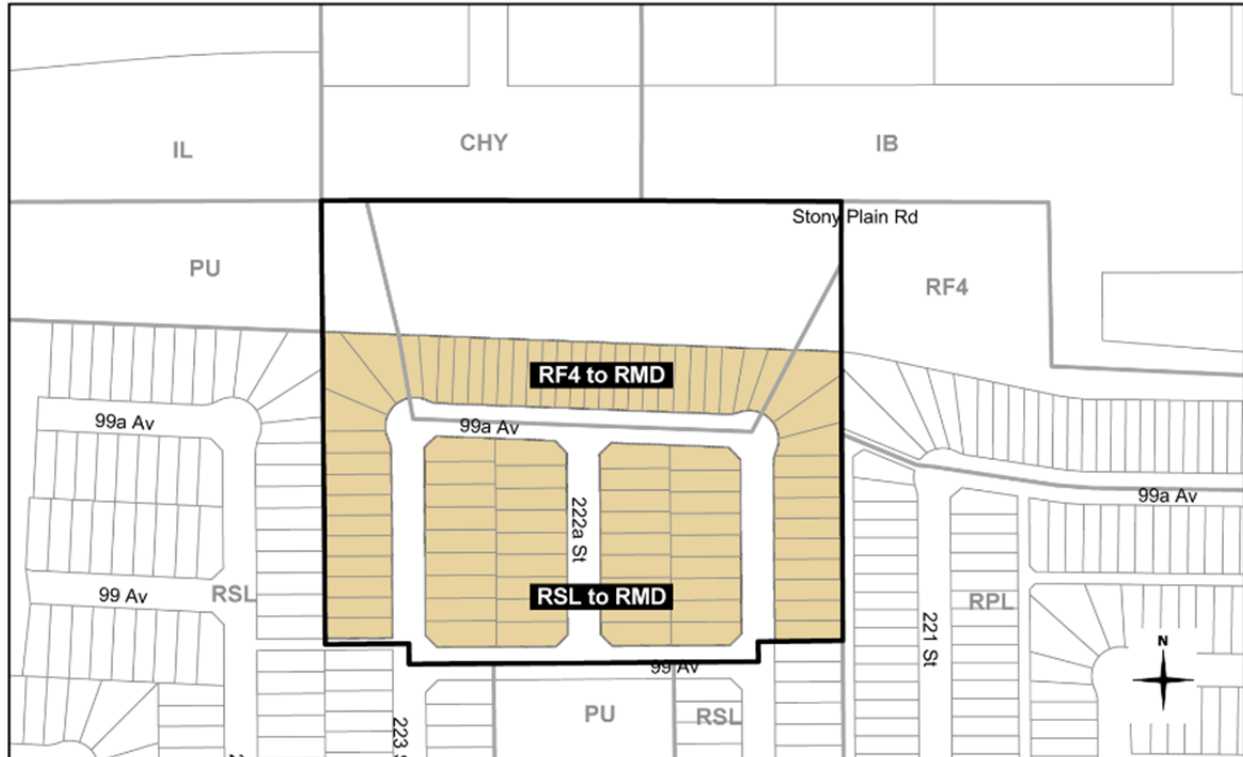 IL
CHY
IB
Stony Plain Rd
PU
RF4
RF4 to RMD
99a Av
99a Av
99a Av
222a St
99 Av
RSL
RSL to RMD
RPL
221 St
N
99 Av
PU
RSL
223